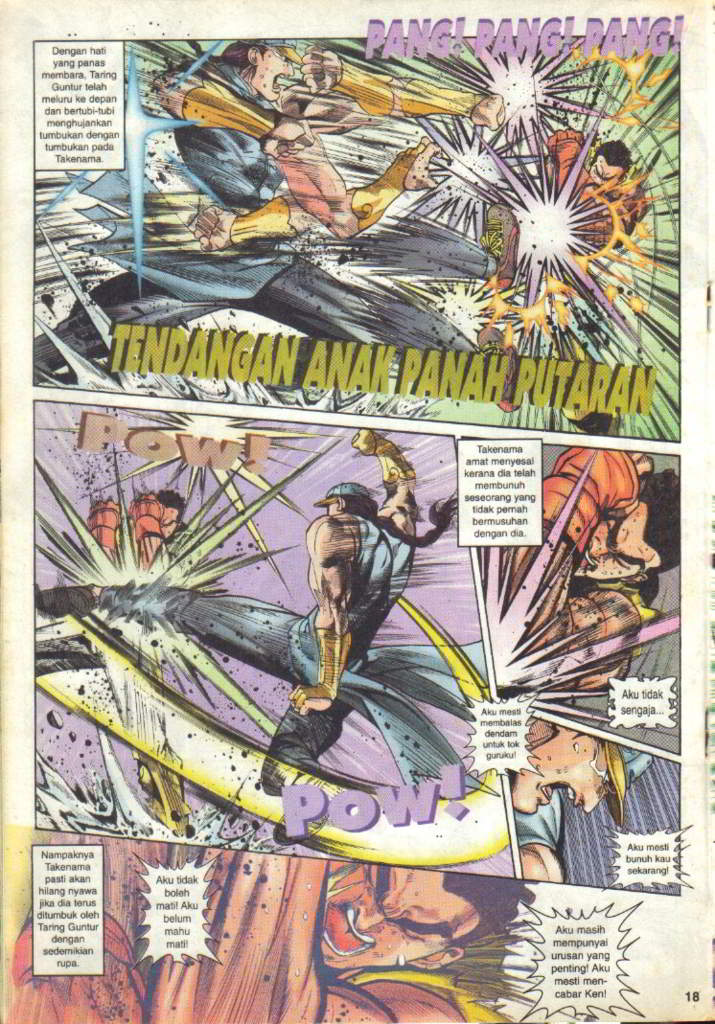 PANG! PANG! PANG!
Dengan hati
yang panas
membara, Taring
Guntur telah
meluru ke depan
dan bertubi-tubi
menghujankan
tumbukan dengan
tumbukan pada
Takenama.
TENDANGAN ANAK PANAH PUTARAN
POW!
Takenama
amat menyesal
kerana dia telah
membunuh
seseorang yang
tidak pernah
bermusuhan
dengan dia.
Aku tidak
sengaja...
Aku mesti
membalas
dendam
untuk tok
guruku!
POW!
Aku mesti
bunuh kau
sekarang!
Nampaknya
Takenama
pasti akan
hilang nyawa
jika dia terus
ditumbuk oleh
Taring Guntur
dengan
sedemikian
rupa.
Aku tidak
boleh
mati! Aku
belum
mahu
mati!
Aku masih
mempunyai
urusan yang
penting! Aku
mesti men-
cabar Ken!
18